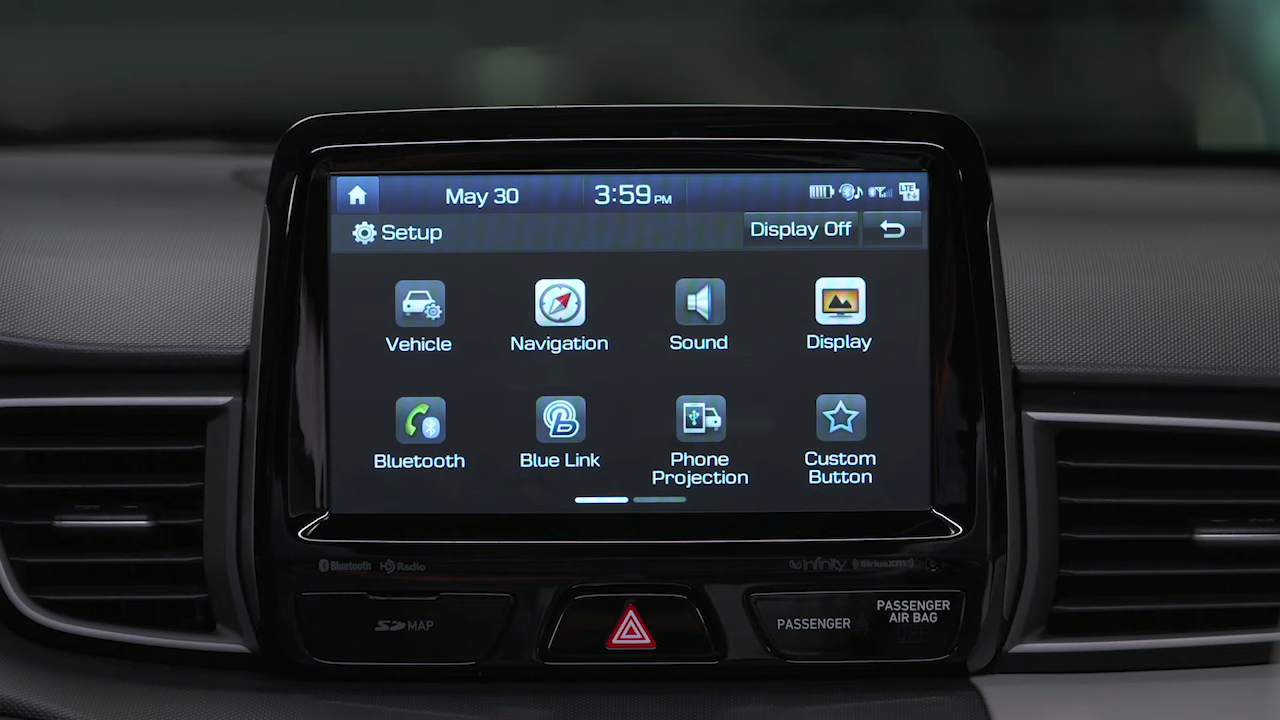 May 30 3:59 PM LTE
Setup Display Off
Vehicle Navigation Sound Display
Bluetooth Blue Link Phone Projection Custom Button
Bluetooth HD Radio Infinity SiriusXM
SD MAP PASSENGER PASSENGER AIR BAG OFF